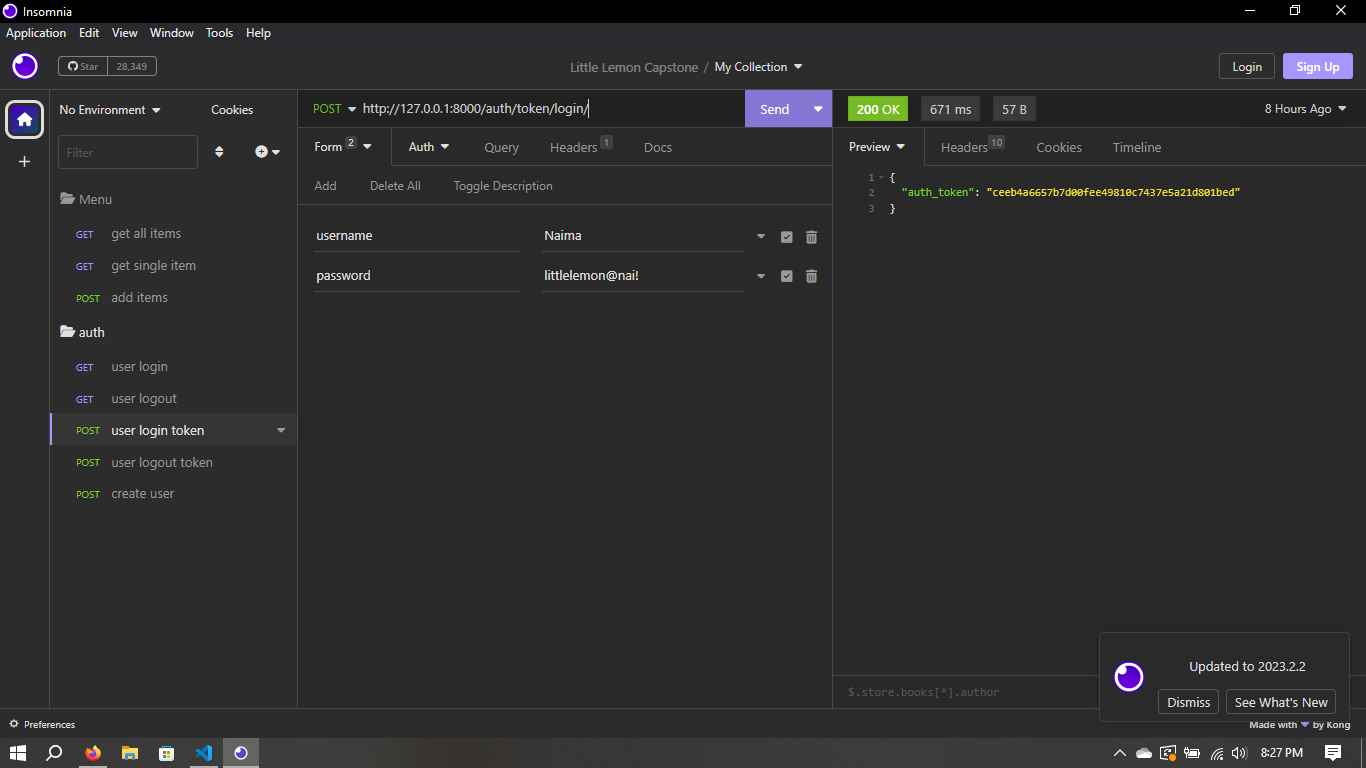 Insomnia
Application Edit View Window Tools Help
Star 28,349
Little Lemon Capstone / My Collection
Login Sign Up
No Environment Cookies
Filter
Menu
GET get all items
GET get single item
POST add items
auth
GET user login
GET user logout
POST user login token
POST user logout token
POST create user
POST http://127.0.0.1:8000/auth/token/login/ Send
Form 2 Auth Query Headers 1 Docs
Add Delete All Toggle Description
username Naima
password littlelemon@nai!
200 OK 671 ms 57 B 8 Hours Ago
Preview Headers 10 Cookies Timeline
1 {
2 "auth_token": "ceeb4a6657b7d00fee49810c7437e5a21d801bed"
3 }
$.store.books[*].author
Updated to 2023.2.2
Dismiss See What's New
Preferences
Made with by Kong
8:27 PM